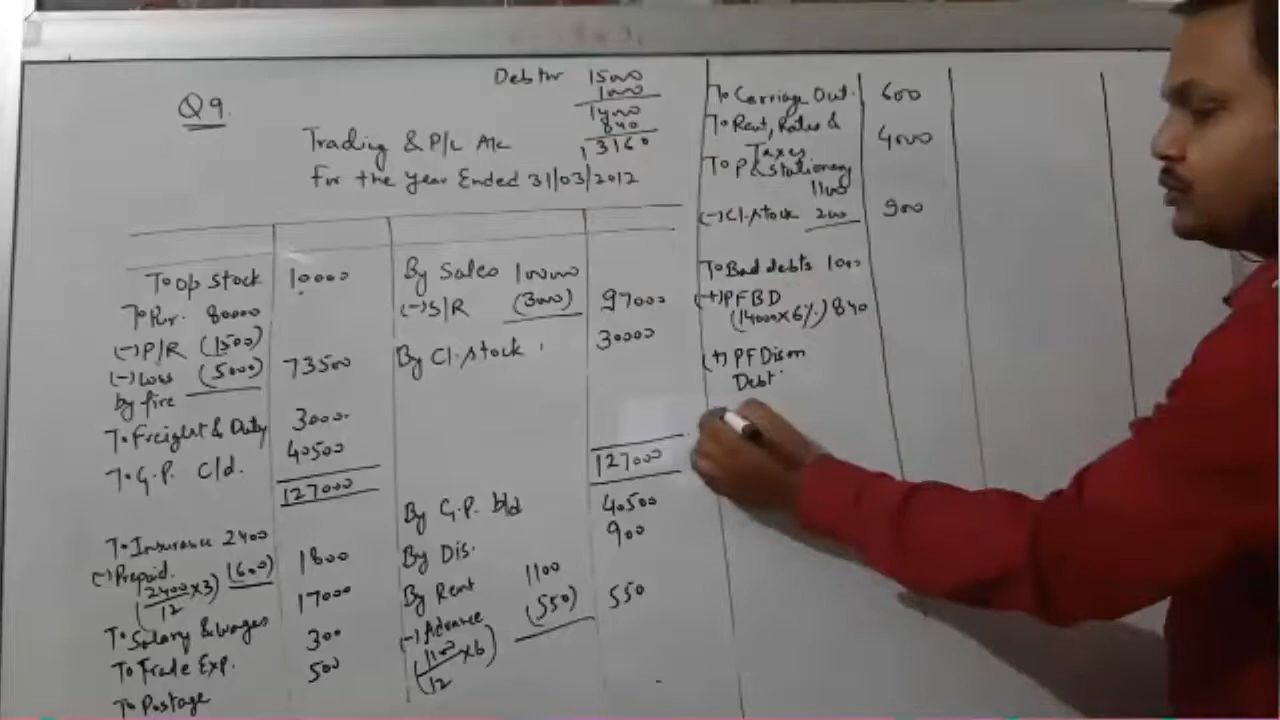 Q9.
Debtor 15000
1000
14000
840
13160
Trading & P/L A/c
for the Year Ended 31/03/2012
To Op stock 10000
To Pur. 80000
(-) P/R (1500)
(-) Loss (5000) 73500
by fire
To Freight & Duty 3000
To G.P. C/d. 40500
127000
To Insurance 2400
(-) Prepaid. (600) 1800
(2400/12 x3)
To Salary & Wages 17000
To Trade Exp. 300
To Postage 500
By Sales 100000
(-) S/R (3000) 97000
By Cl. stock 30000
127000
By G.P. b/d 40500
By Dis. 900
By Rent 1100
(-) Advance (550) 550
(1100/12 x6)
To Carriage Out. 600
To Rent, Rates & 4000
Taxes
To P & stationery
1100
(-) Cl. stock 200 900
To Bad debts 1000
(+) PFBD
(14000x6%) 840
(+) PF Dis on
Debt.